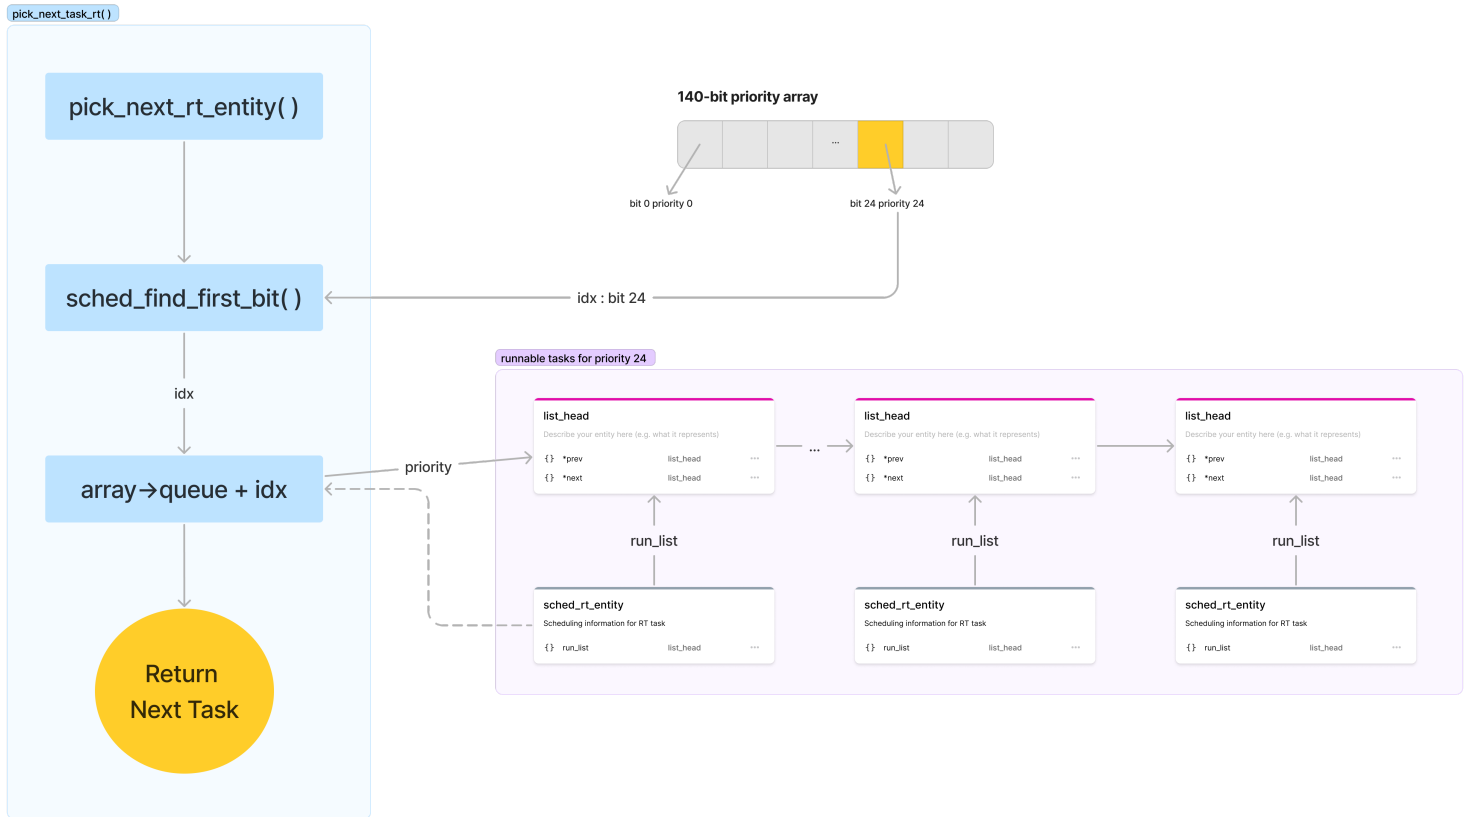 pick_next_task_rt( )
pick_next_rt_entity( )
sched_find_first_bit( )
idx
array→queue + idx
Return
Next Task
140-bit priority array
...
bit 0 priority 0
bit 24 priority 24
idx : bit 24
priority
runnable tasks for priority 24
list_head
Describe your entity here (e.g. what it represents)
{} *prev list_head ...
{} *next list_head ...
...
list_head
Describe your entity here (e.g. what it represents)
{} *prev list_head ...
{} *next list_head ...
list_head
Describe your entity here (e.g. what it represents)
{} *prev list_head ...
{} *next list_head ...
run_list
run_list
run_list
sched_rt_entity
Scheduling information for RT task
{} run_list list_head ...
sched_rt_entity
Scheduling information for RT task
{} run_list list_head ...
sched_rt_entity
Scheduling information for RT task
{} run_list list_head ...